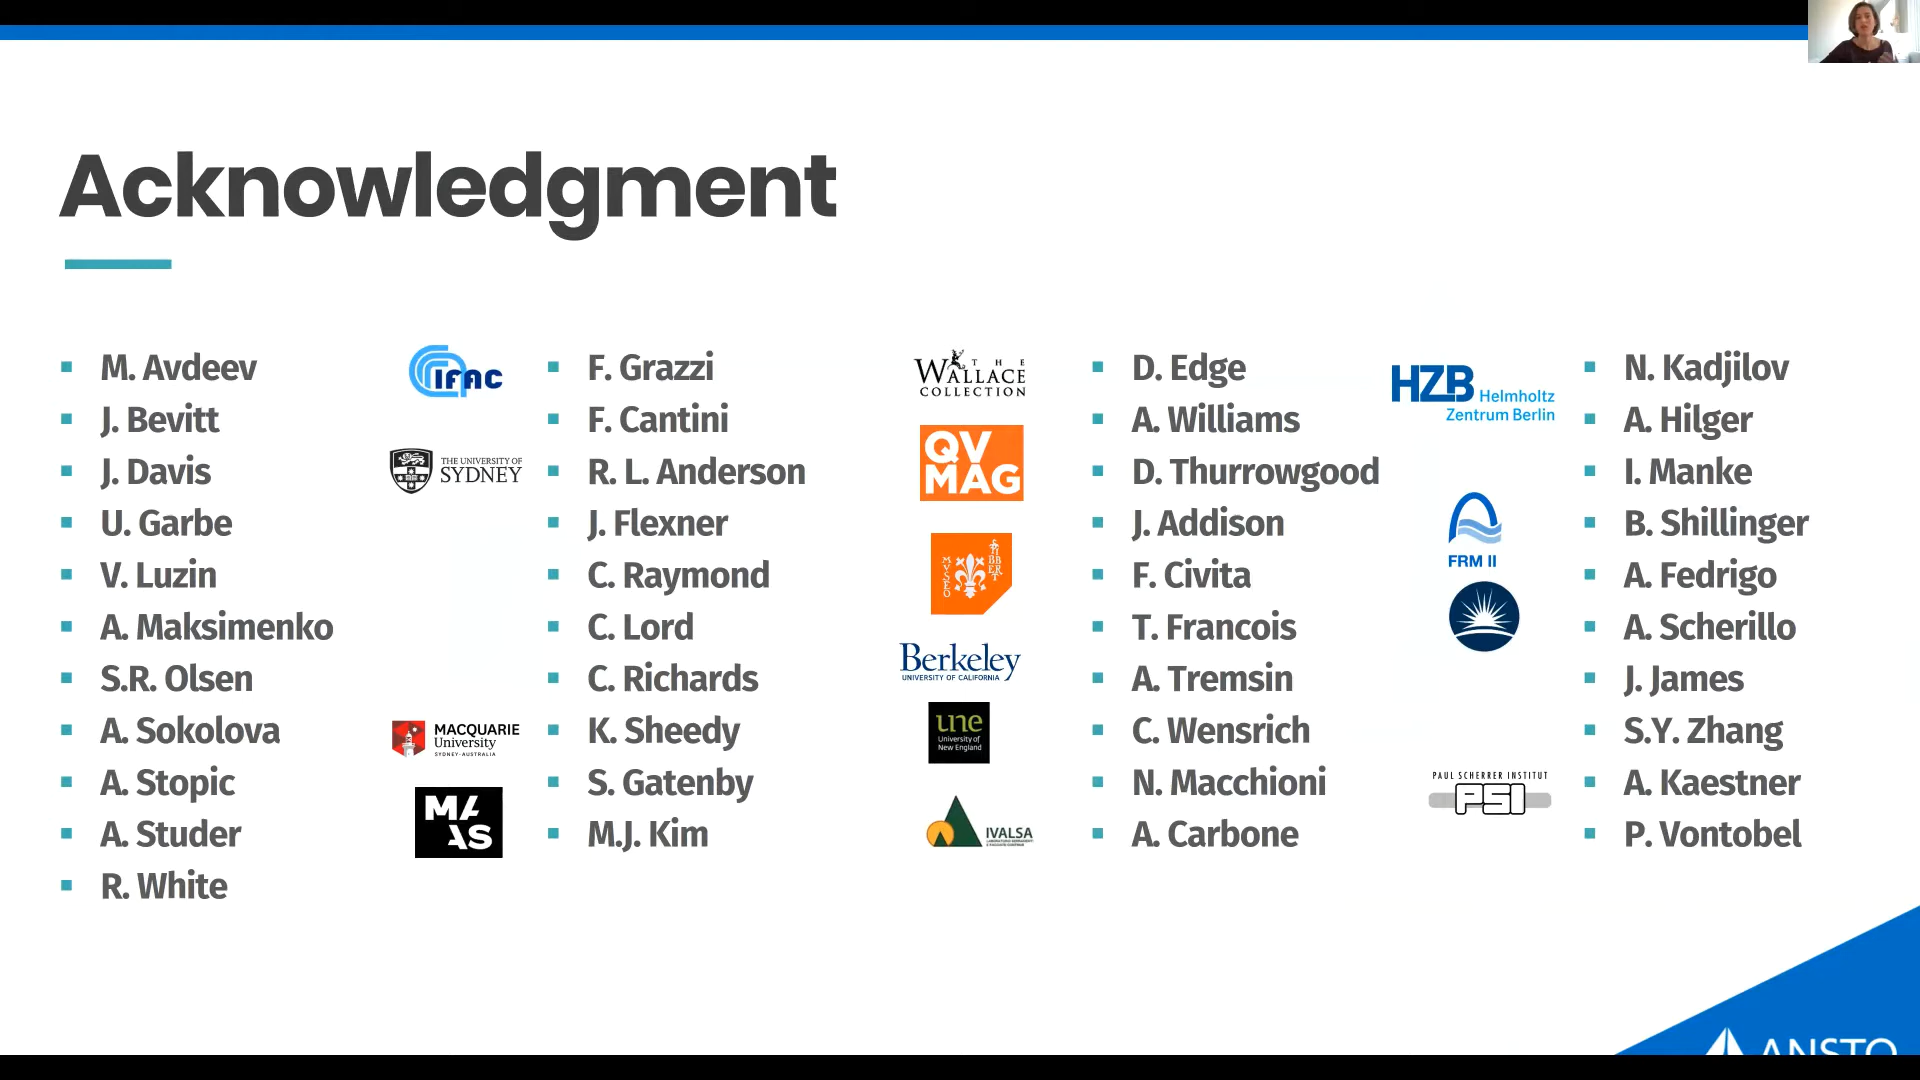 Acknowledgment
M. Avdeev
J. Bevitt
J. Davis
U. Garbe
V. Luzin
A. Maksimenko
S.R. Olsen
A. Sokolova
A. Stopic
A. Studer
R. White
IFAC
THE UNIVERSITY OF
SYDNEY
MACQUARIE
University
SYDNEY·AUSTRALIA
MA
AS
F. Grazzi
F. Cantini
R. L. Anderson
J. Flexner
C. Raymond
C. Lord
C. Richards
K. Sheedy
S. Gatenby
M.J. Kim
THE
WALLACE
COLLECTION
QV
MAG
MVSEO
STIBBERT
Berkeley
UNIVERSITY OF CALIFORNIA
une
University of
New England
IVALSA
D. Edge
A. Williams
D. Thurrowgood
J. Addison
F. Civita
T. Francois
A. Tremsin
C. Wensrich
N. Macchioni
A. Carbone
HZB Helmholtz
Zentrum Berlin
FRM II
PAUL SCHERRER INSTITUT
PSI
N. Kadjilov
A. Hilger
I. Manke
B. Shillinger
A. Fedrigo
A. Scherillo
J. James
S.Y. Zhang
A. Kaestner
P. Vontobel
ANSTO